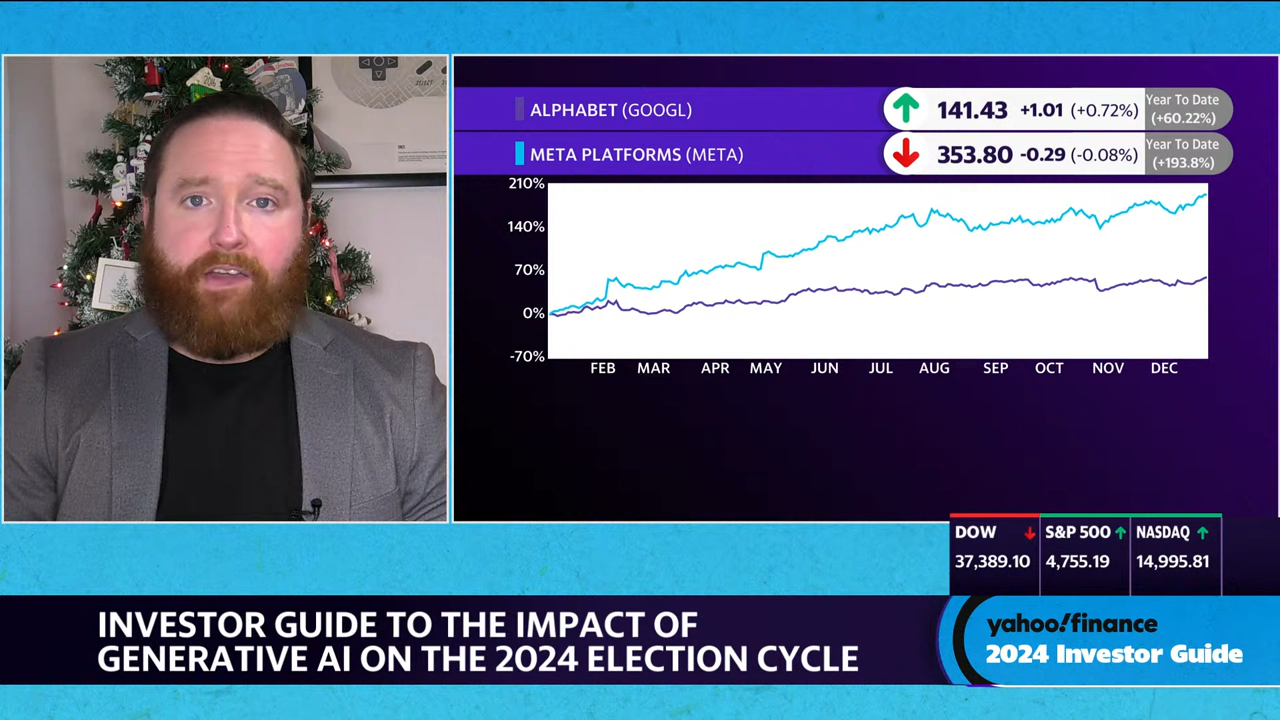 ALPHABET (GOOGL)
141.43 +1.01 (+0.72%)
Year To Date
(+60.22%)
META PLATFORMS (META)
353.80 -0.29 (-0.08%)
Year To Date
(+193.8%)
210%
140%
70%
0%
-70%
FEB MAR APR MAY JUN JUL AUG SEP OCT NOV DEC
DOW S&P 500 NASDAQ
37,389.10 4,755.19 14,995.81
INVESTOR GUIDE TO THE IMPACT OF
GENERATIVE AI ON THE 2024 ELECTION CYCLE
yahoo!finance
2024 Investor Guide